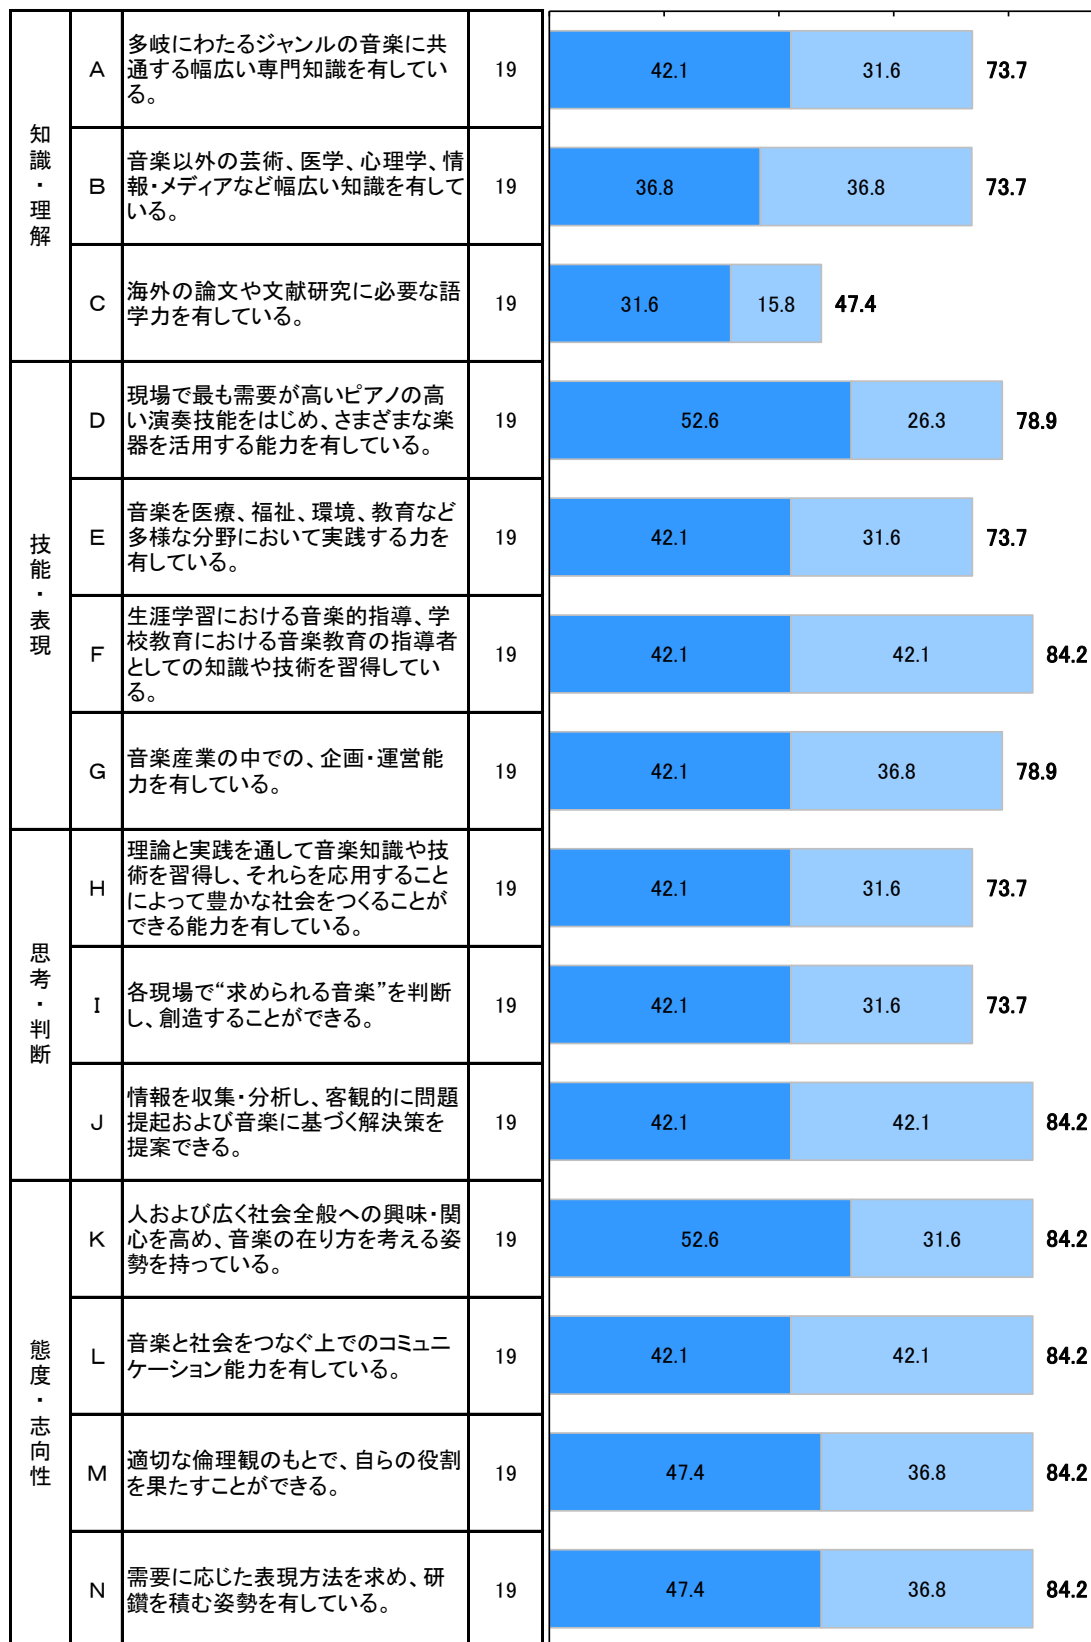 知識・理解
A
多岐にわたるジャンルの音楽に共
通する幅広い専門知識を有してい
る。
19
42.1
31.6
73.7
B
音楽以外の芸術、医学、心理学、情
報・メディアなど幅広い知識を有して
いる。
19
36.8
36.8
73.7
C
海外の論文や文献研究に必要な語
学力を有している。
19
31.6
15.8
47.4
技能・表現
D
現場で最も需要が高いピアノの高
い演奏技能をはじめ、さまざまな楽
器を活用する能力を有している。
19
52.6
26.3
78.9
E
音楽を医療、福祉、環境、教育など
多様な分野において実践する力を
有している。
19
42.1
31.6
73.7
F
生涯学習における音楽的指導、学
校教育における音楽教育の指導者
としての知識や技術を習得してい
る。
19
42.1
42.1
84.2
G
音楽産業の中での、企画・運営能
力を有している。
19
42.1
36.8
78.9
思考・判断
H
理論と実践を通して音楽知識や技
術を習得し、それらを応用すること
によって豊かな社会をつくることが
できる能力を有している。
19
42.1
31.6
73.7
I
各現場で“求められる音楽”を判断
し、創造することができる。
19
42.1
31.6
73.7
J
情報を収集・分析し、客観的に問題
提起および音楽に基づく解決策を
提案できる。
19
42.1
42.1
84.2
態度・志向性
K
人および広く社会全般への興味・関
心を高め、音楽の在り方を考える姿
勢を持っている。
19
52.6
31.6
84.2
L
音楽と社会をつなぐ上でのコミュニ
ケーション能力を有している。
19
42.1
42.1
84.2
M
適切な倫理観のもとで、自らの役割
を果たすことができる。
19
47.4
36.8
84.2
N
需要に応じた表現方法を求め、研
鑽を積む姿勢を有している。
19
47.4
36.8
84.2